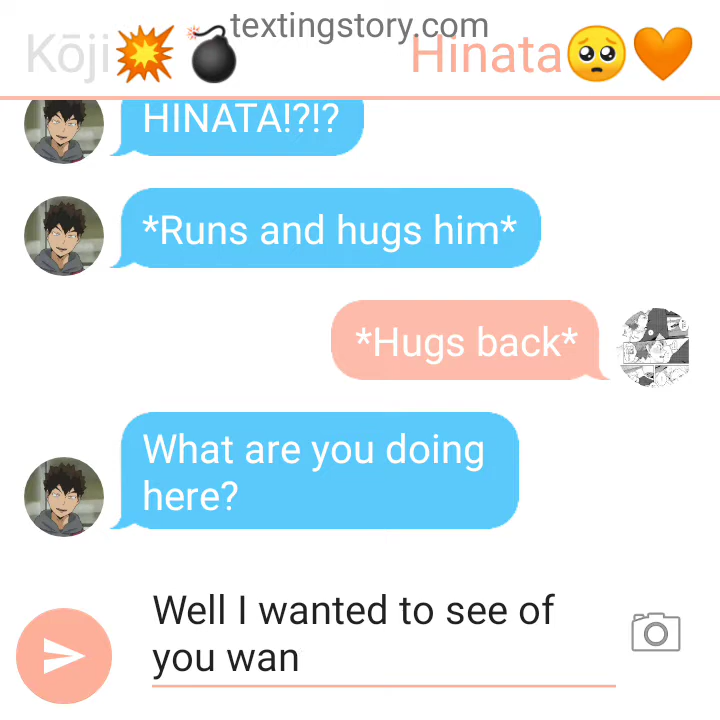 textingstory.com
Kōji💥💣 Hinata🥺🧡
HINATA!?!?
*Runs and hugs him*
*Hugs back*
What are you doing
here?
Well I wanted to see of
you wan